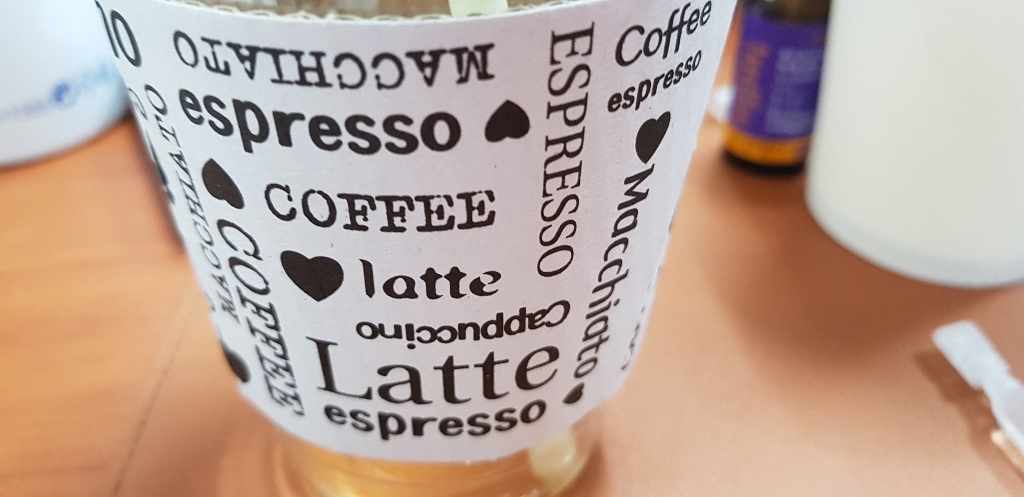 MACCHIATO
espresso
COFFEE
latte
Cappuccino
Latte
espresso
ESPRESSO
Coffee
espresso
Macchiato
MACCHIATO
COFFEE